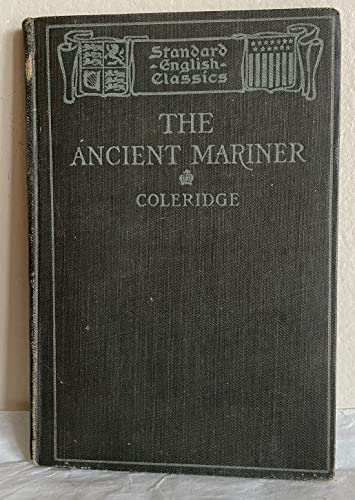 Standard
English
Classics
THE
ANCIENT MARINER
COLERIDGE